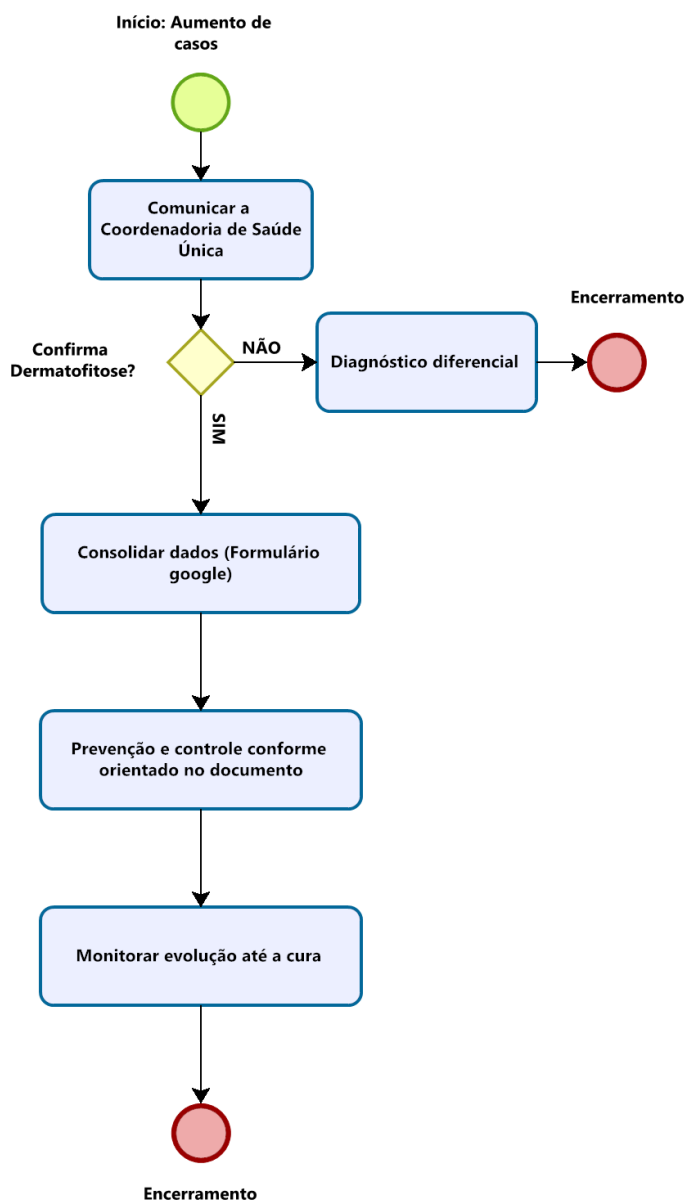 Início: Aumento de
casos
Comunicar a
Coordenadoria de Saúde
Única
Confirma
Dermatofitose?
NÃO
Diagnóstico diferencial
Encerramento
SIM
Consolidar dados (Formulário
google)
Prevenção e controle conforme
orientado no documento
Monitorar evolução até a cura
Encerramento